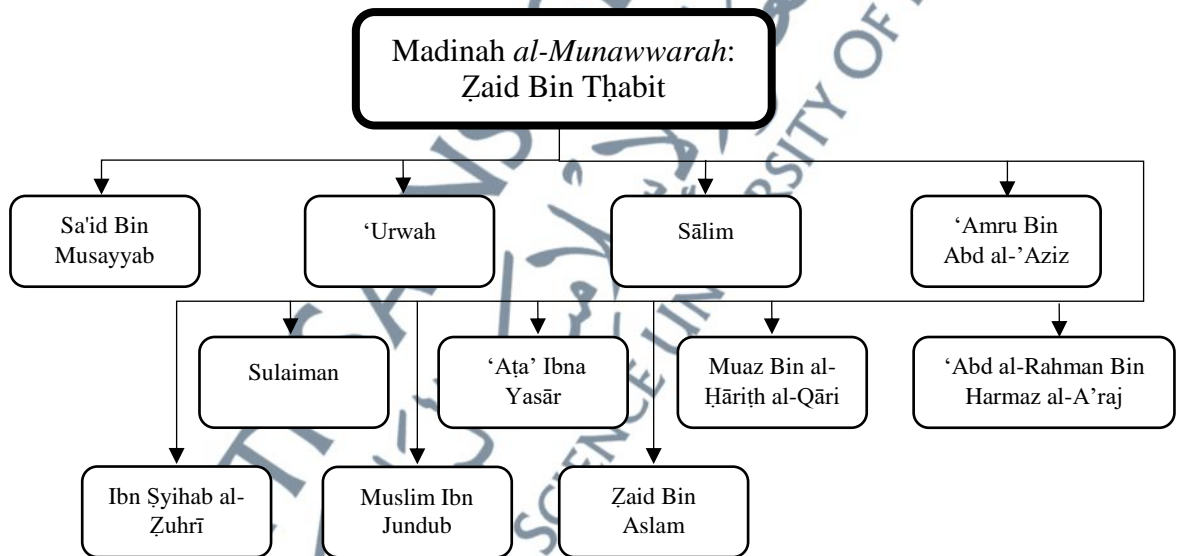 Madinah al-Munawwarah:
Ẓaid Bin Tḥabit
Sa'id Bin
Musayyab
‘Urwah
Sālim
‘Amru Bin
Abd al-’Aziz
Sulaiman
‘Aṭa’ Ibna
Yasār
Muaz Bin al-
Ḥāriṭh al-Qāri
‘Abd al-Rahman Bin
Harmaz al-A’raj
Ibn Ṣyihab al-
Ẓuhrī
Muslim Ibn
Jundub
Ẓaid Bin
Aslam